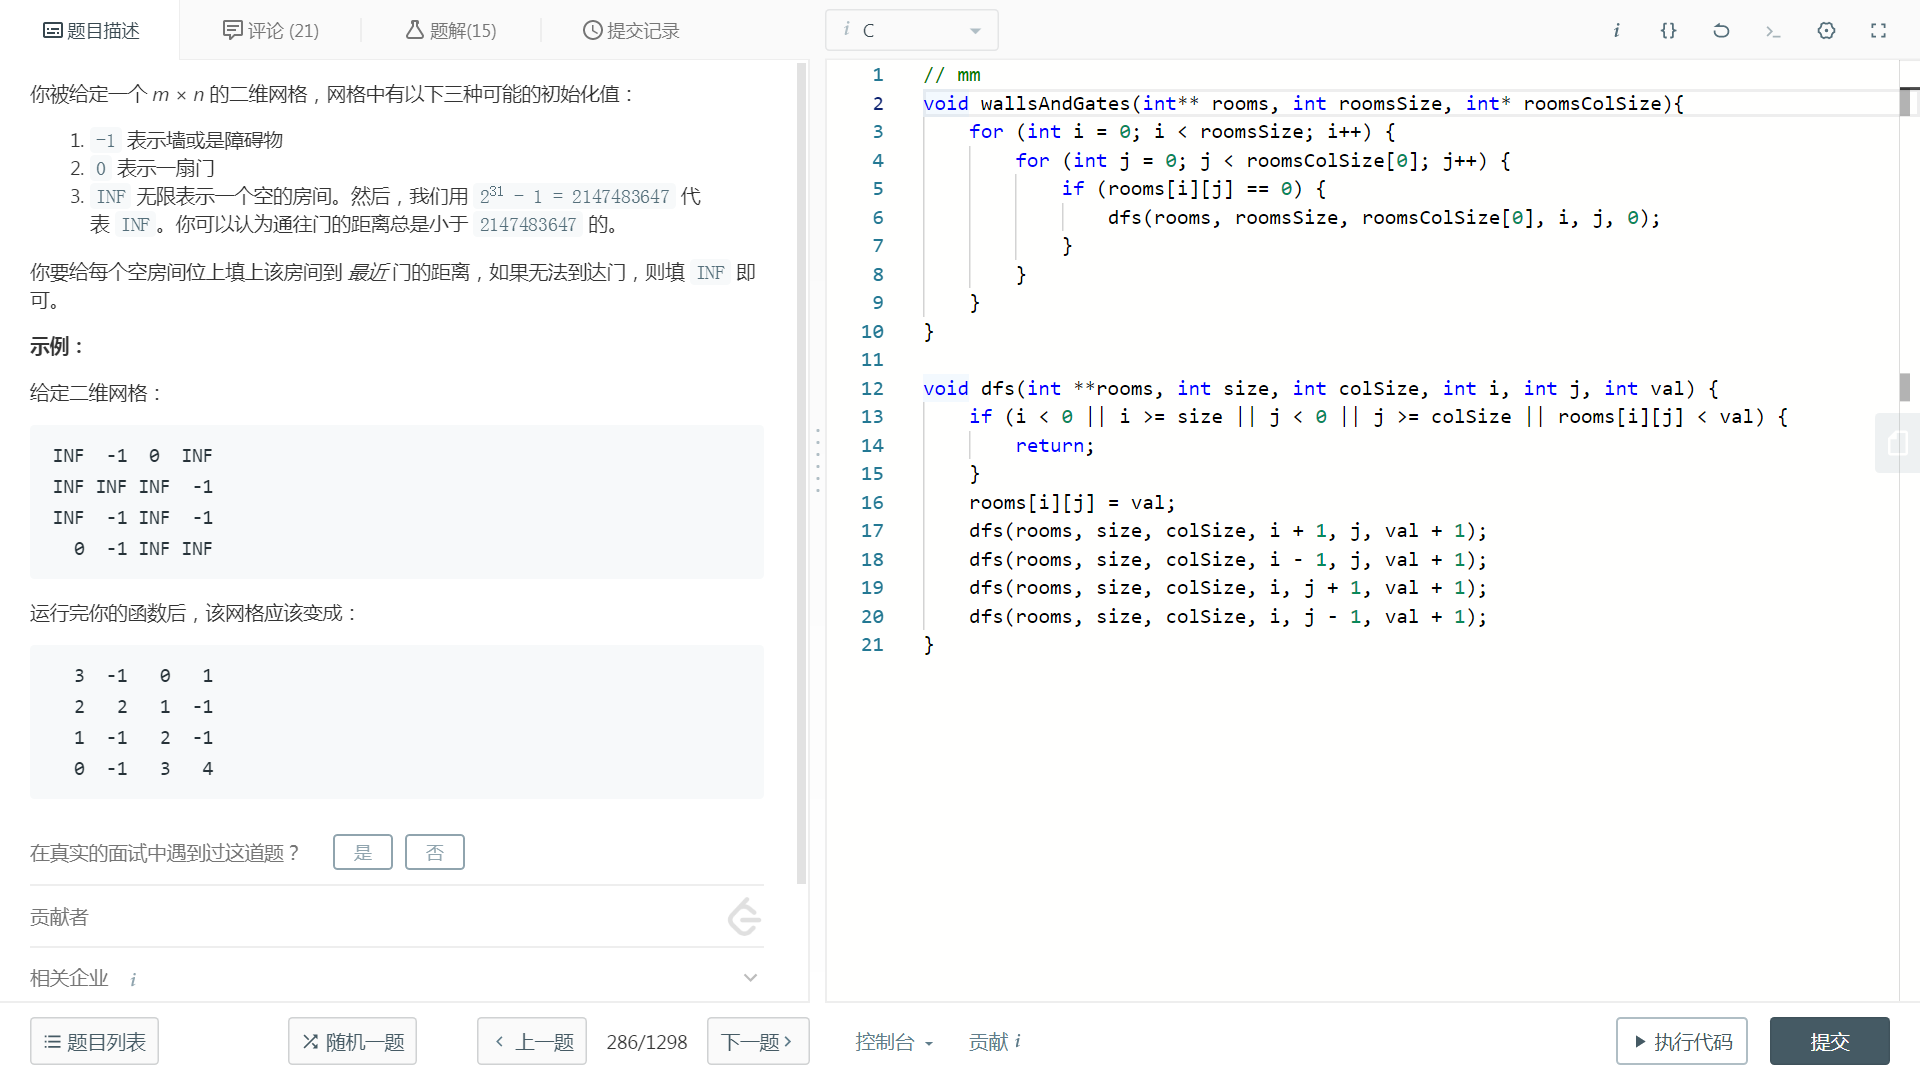 题目描述
评论 (21)
题解(15)
提交记录
i C
i {}
你被给定一个 m × n 的二维网格，网格中有以下三种可能的初始化值：
1. -1 表示墙或是障碍物
2. 0 表示一扇门
3. INF 无限表示一个空的房间。然后，我们用 2^31 - 1 = 2147483647 代
表 INF 。你可以认为通往门的距离总是小于 2147483647 的。
你要给每个空房间位上填上该房间到 最近 门的距离，如果无法到达门，则填 INF 即
可。
示例：
给定二维网格：
INF -1 0 INF
INF INF INF -1
INF -1 INF -1
0 -1 INF INF
运行完你的函数后，该网格应该变成：
3 -1 0 1
2 2 1 -1
1 -1 2 -1
0 -1 3 4
在真实的面试中遇到过这道题？ 是 否
贡献者
相关企业 i
题目列表
随机一题
上一题
286/1298
下一题
1 // mm
2 void wallsAndGates(int** rooms, int roomsSize, int* roomsColSize){
3     for (int i = 0; i < roomsSize; i++) {
4         for (int j = 0; j < roomsColSize[0]; j++) {
5             if (rooms[i][j] == 0) {
6                 dfs(rooms, roomsSize, roomsColSize[0], i, j, 0);
7             }
8         }
9     }
10 }
11
12 void dfs(int **rooms, int size, int colSize, int i, int j, int val) {
13     if (i < 0 || i >= size || j < 0 || j >= colSize || rooms[i][j] < val) {
14         return;
15     }
16     rooms[i][j] = val;
17     dfs(rooms, size, colSize, i + 1, j, val + 1);
18     dfs(rooms, size, colSize, i - 1, j, val + 1);
19     dfs(rooms, size, colSize, i, j + 1, val + 1);
20     dfs(rooms, size, colSize, i, j - 1, val + 1);
21 }
控制台
贡献 i
执行代码
提交